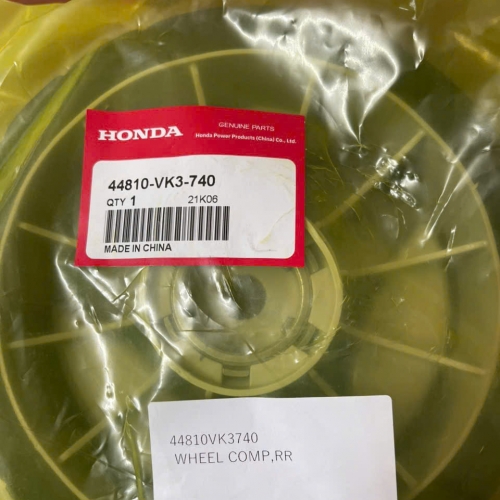 HONDA
GENUINE PARTS
Honda Power Products (China) Co., Ltd.
44810-VK3-740
QTY 1 21K06
MADE IN CHINA
44810VK3740
WHEEL COMP,RR